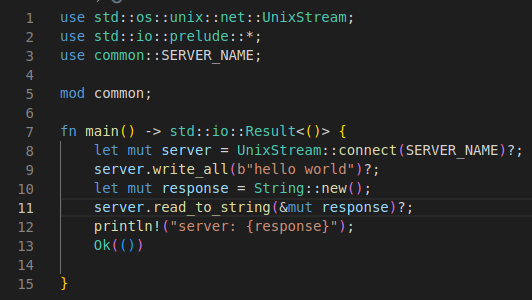 1 use std::os::unix::net::UnixStream;
2 use std::io::prelude::*;
3 use common::SERVER_NAME;
4
5 mod common;
6
7 fn main() -> std::io::Result<()> {
8     let mut server = UnixStream::connect(SERVER_NAME)?;
9     server.write_all(b"hello world")?;
10     let mut response = String::new();
11     server.read_to_string(&mut response)?;
12     println!("server: {response}");
13     Ok(())
14
15 }